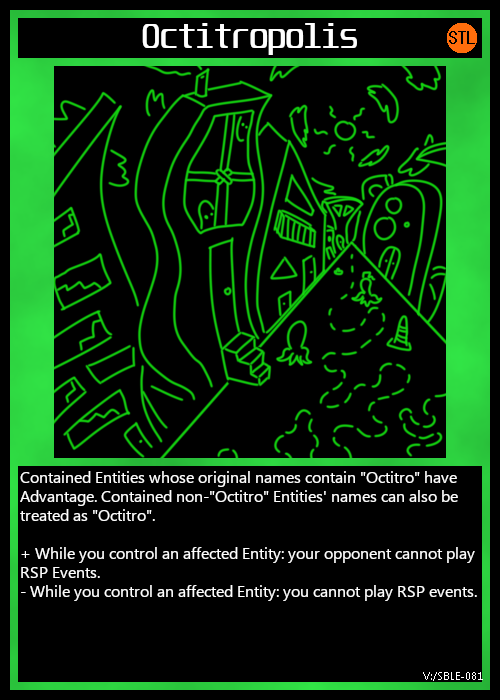 Octitropolis
STL
Contained Entities whose original names contain "Octitro" have
Advantage. Contained non-"Octitro" Entities' names can also be
treated as "Octitro".
+ While you control an affected Entity: your opponent cannot play
RSP Events.
- While you control an affected Entity: you cannot play RSP events.
V:/SBLE-081